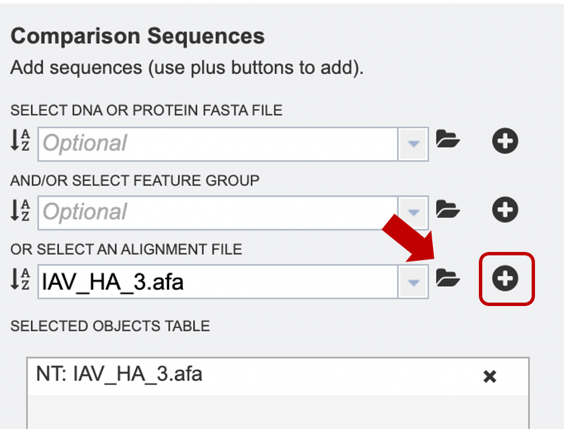 Comparison Sequences
Add sequences (use plus buttons to add).
SELECT DNA OR PROTEIN FASTA FILE
Optional
AND/OR SELECT FEATURE GROUP
Optional
OR SELECT AN ALIGNMENT FILE
IAV_HA_3.afa
SELECTED OBJECTS TABLE
NT: IAV_HA_3.afa